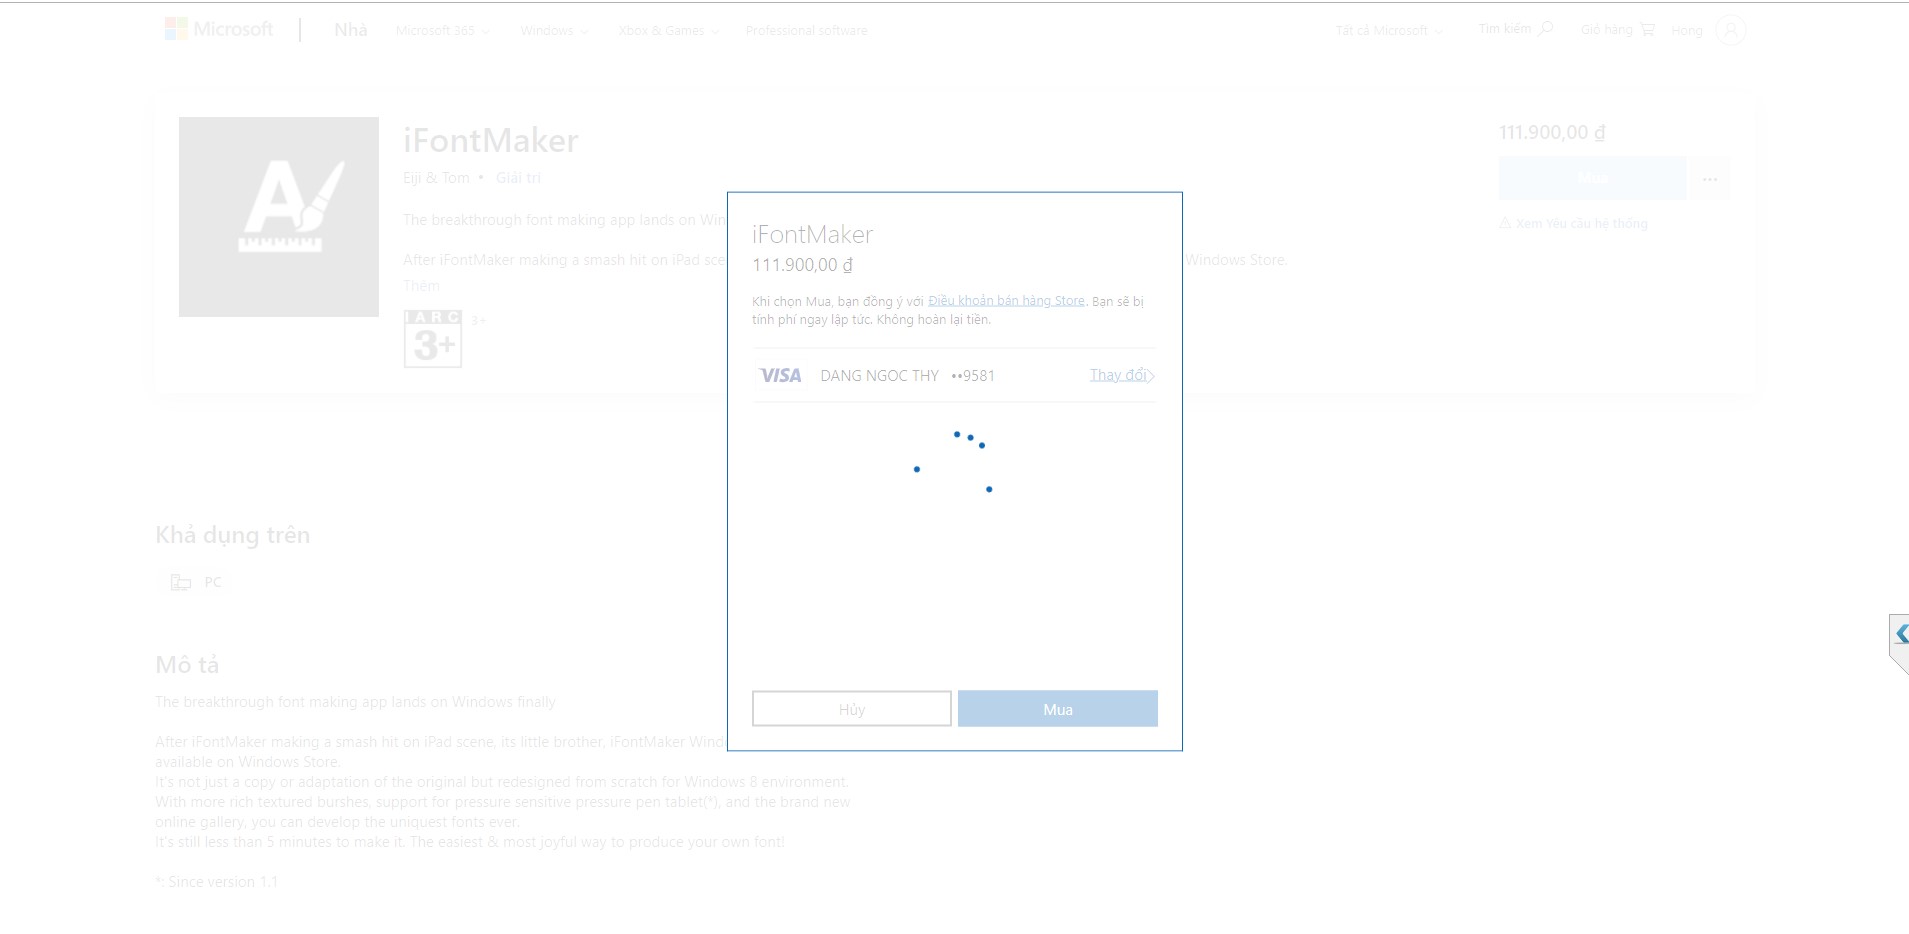 Microsoft
Nhà
Microsoft 365
Windows
Xbox & Games
Professional software
Tất cả Microsoft
Tìm kiếm
Giỏ hàng
Hong
iFontMaker
Eiji & Tom • Giải trí
The breakthrough font making app lands on Win
After iFontMaker making a smash hit on iPad sce
Windows Store.
Thêm
IARC
3+
3+
111.900,00 ₫
Mua
Xem Yêu cầu hệ thống
iFontMaker
111.900,00 ₫
Khi chọn Mua, bạn đồng ý với Điều khoản bán hàng Store. Bạn sẽ bị
tính phí ngay lập tức. Không hoàn lại tiền.
VISA DANG NGOC THY ••9581 Thay đổi
Hủy
Mua
Khả dụng trên
PC
Mô tả
The breakthrough font making app lands on Windows finally
After iFontMaker making a smash hit on iPad scene, its little brother, iFontMaker Wind
available on Windows Store.
It's not just a copy or adaptation of the original but redesigned from scratch for Windows 8 environment.
With more rich textured burshes, support for pressure sensitive pressure pen tablet(*), and the brand new
online gallery, you can develop the uniquest fonts ever.
It's still less than 5 minutes to make it. The easiest & most joyful way to produce your own font!
*: Since version 1.1